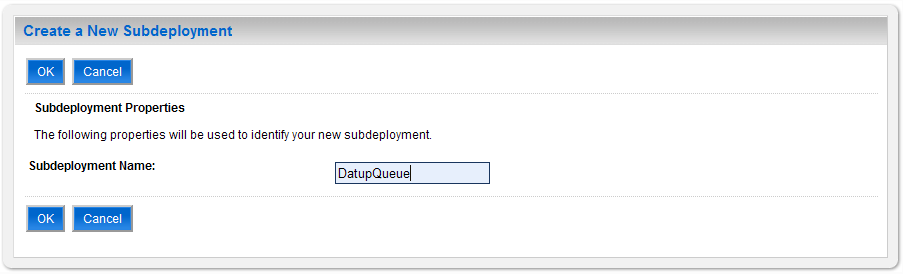 Create a New Subdeployment
OK Cancel
Subdeployment Properties
The following properties will be used to identify your new subdeployment.
Subdeployment Name: DatupQueue
OK Cancel